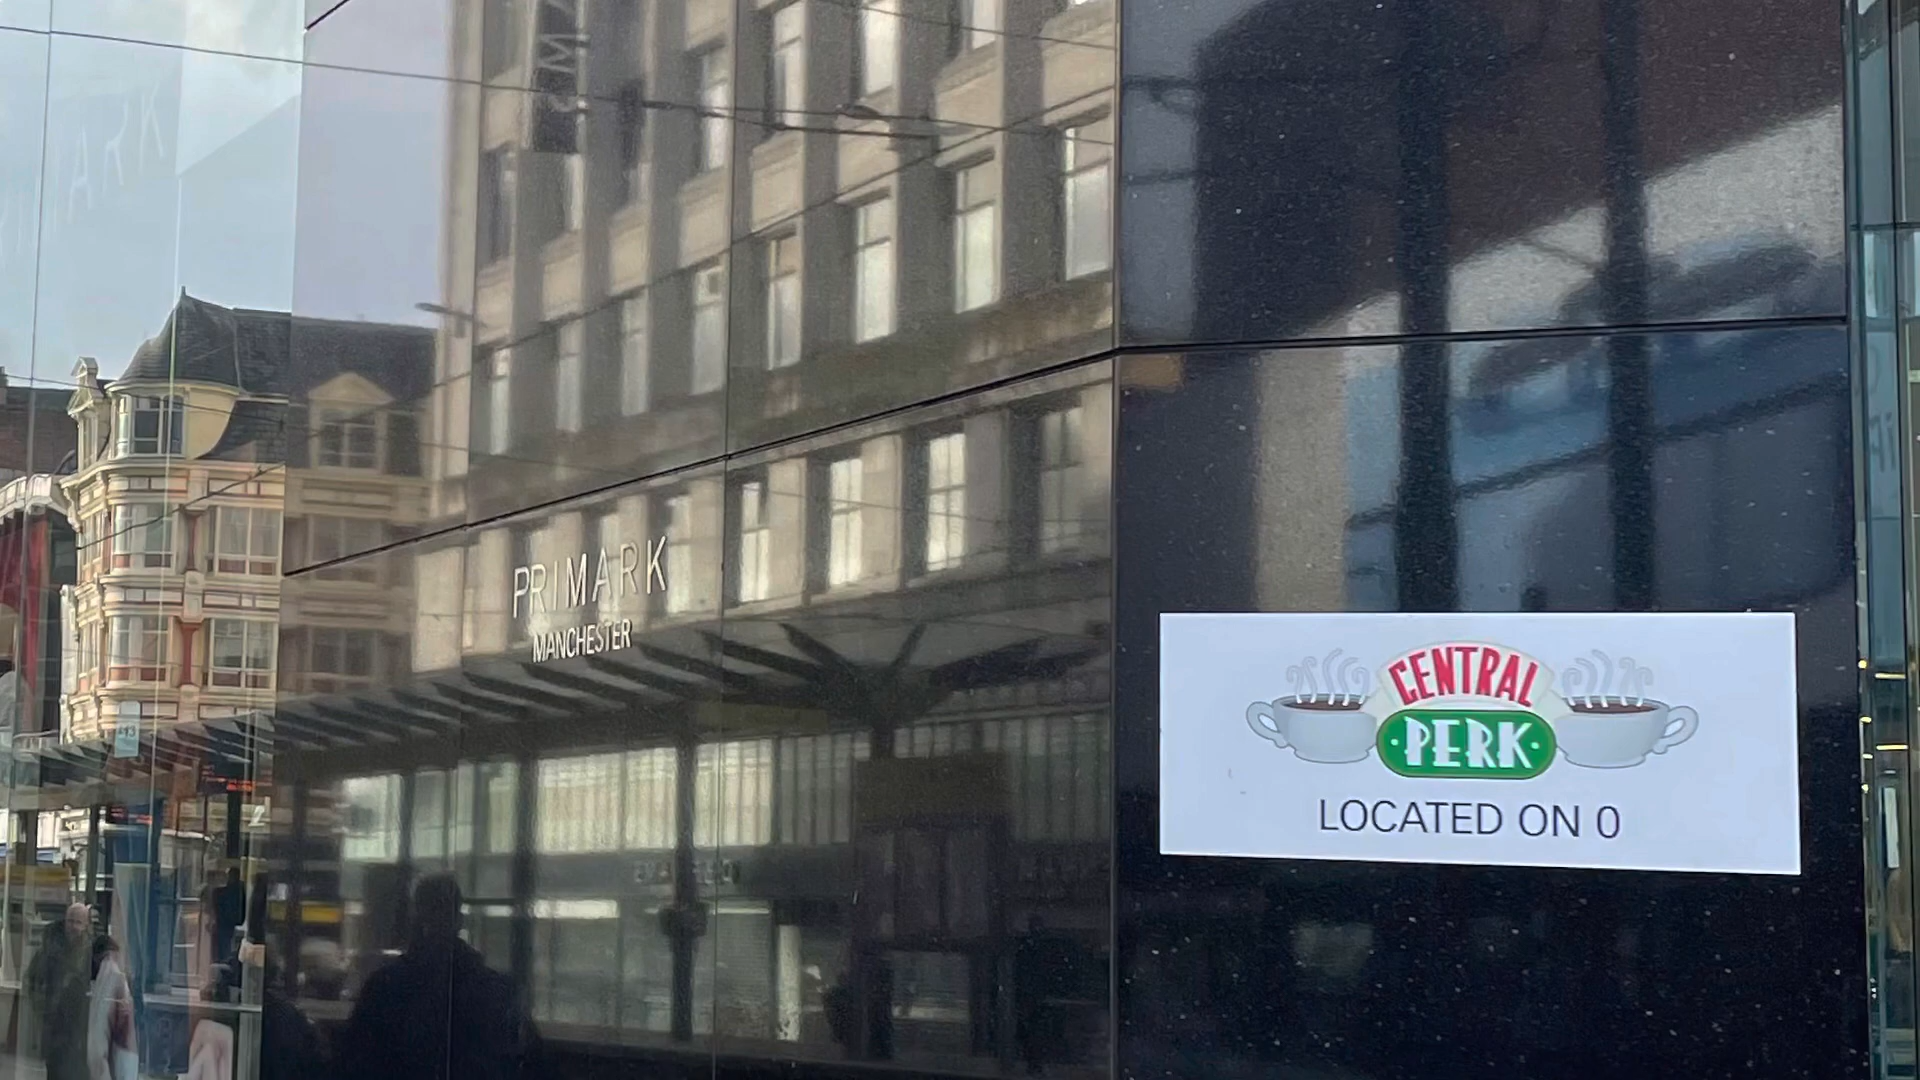 PRIMARK
MANCHESTER
CENTRAL
PERK
LOCATED ON 0